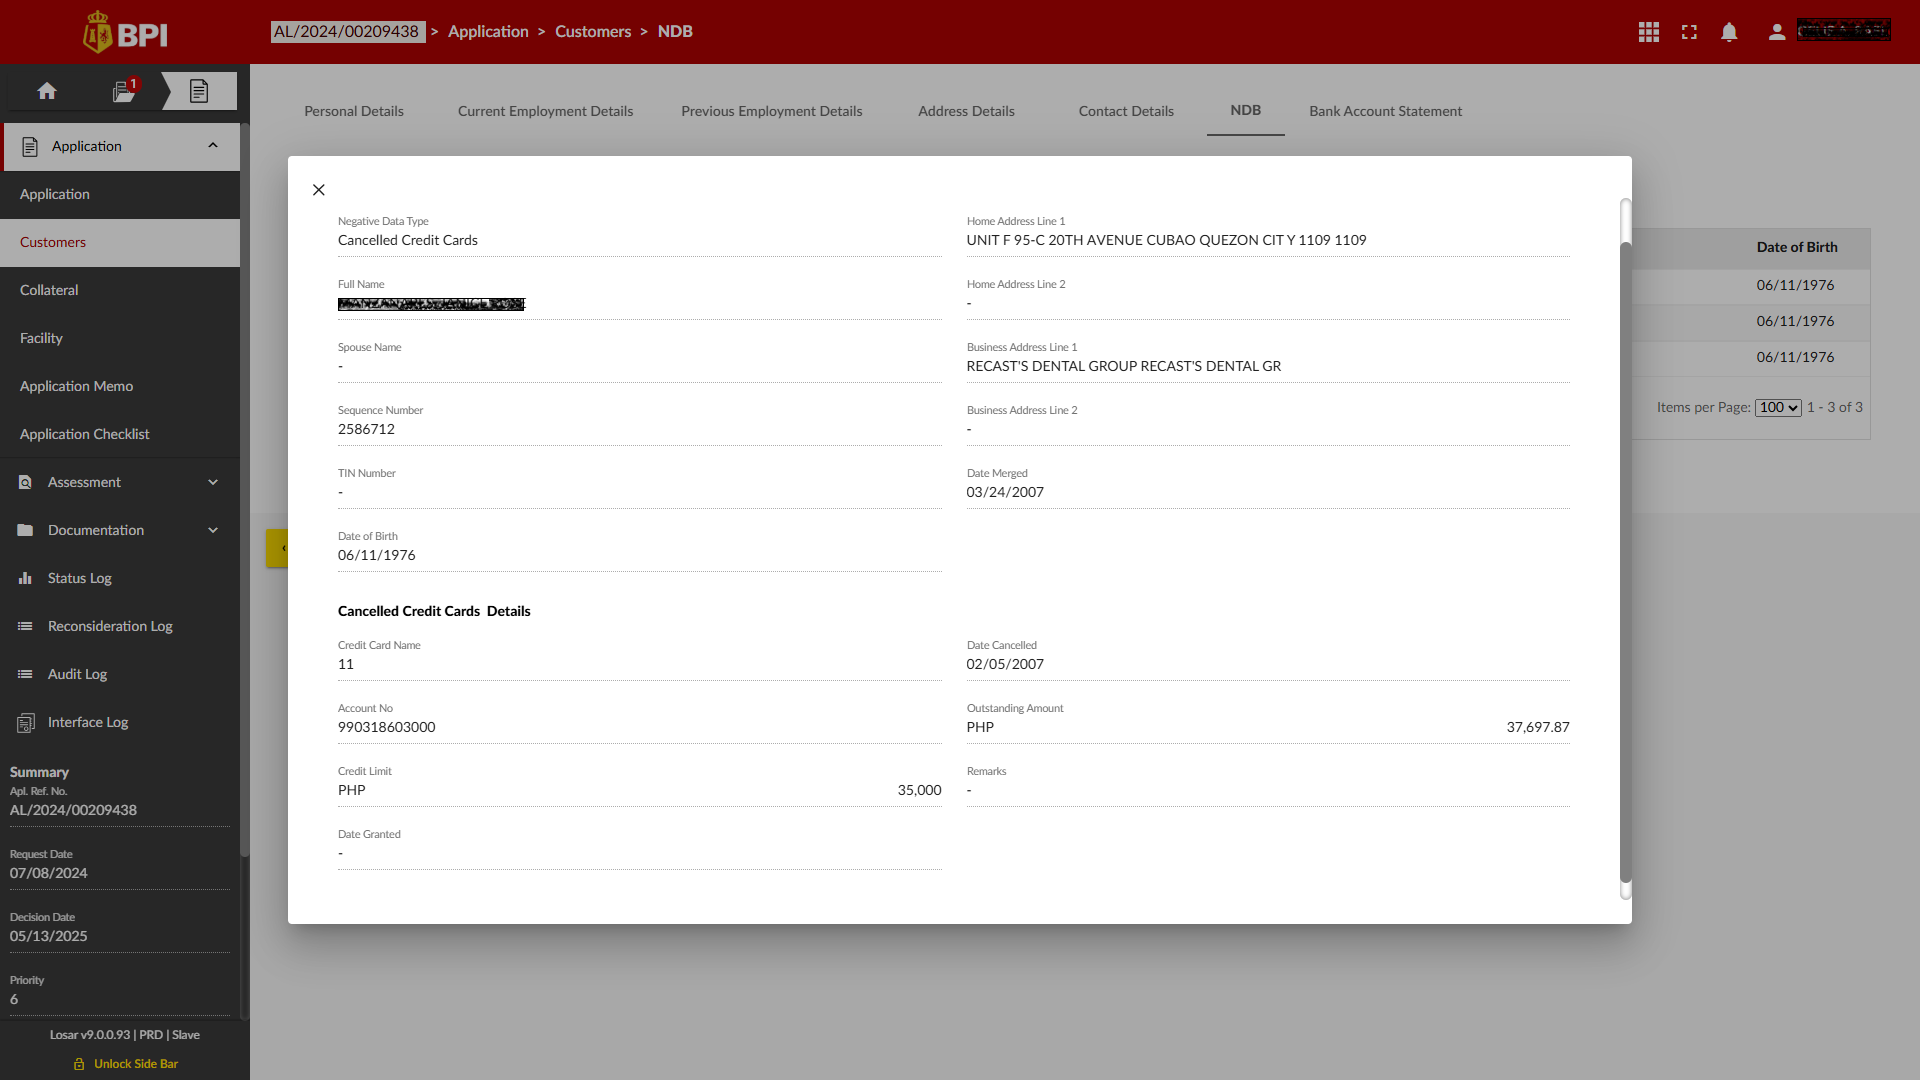 BPI
AL/2024/00209438 > Application > Customers > NDB
1
Application
Application
Customers
Collateral
Facility
Application Memo
Application Checklist
Assessment
Documentation
Status Log
Reconsideration Log
Audit Log
Interface Log
Summary
Apl. Ref. No.
AL/2024/00209438
Request Date
07/08/2024
Decision Date
05/13/2025
Priority
6
Losar v9.0.0.93 | PRD | Slave
Unlock Side Bar
Personal Details
Current Employment Details
Previous Employment Details
Address Details
Contact Details
NDB
Bank Account Statement
Negative Data Type
Cancelled Credit Cards
Full Name
Spouse Name
-
Sequence Number
2586712
TIN Number
-
Date of Birth
06/11/1976
Home Address Line 1
UNIT F 95-C 20TH AVENUE CUBAO QUEZON CIT Y 1109 1109
Home Address Line 2
-
Business Address Line 1
RECAST'S DENTAL GROUP RECAST'S DENTAL GR
Business Address Line 2
-
Date Merged
03/24/2007
Cancelled Credit Cards Details
Credit Card Name
11
Account No
990318603000
Credit Limit
PHP 35,000
Date Granted
-
Date Cancelled
02/05/2007
Outstanding Amount
PHP 37,697.87
Remarks
-
Date of Birth
06/11/1976
06/11/1976
06/11/1976
Items per Page: 100 1 - 3 of 3